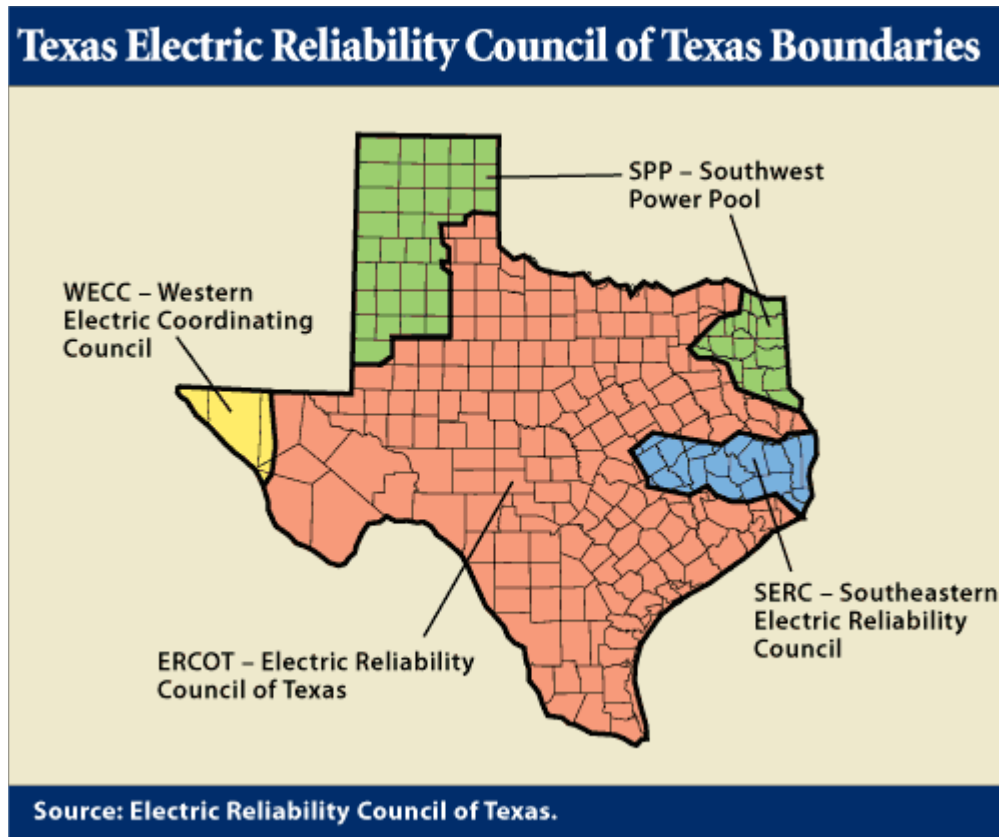 Texas Electric Reliability Council of Texas Boundaries
SPP – Southwest
Power Pool
WECC – Western
Electric Coordinating
Council
SERC – Southeastern
Electric Reliability
Council
ERCOT – Electric Reliability
Council of Texas
Source: Electric Reliability Council of Texas.